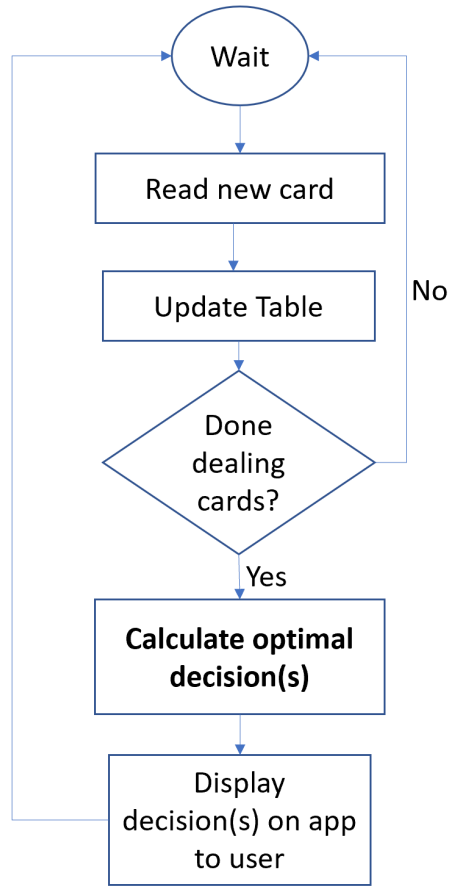 Wait
Read new card
No
Update Table
Done
dealing
cards?
Yes
Calculate optimal
decision(s)
Display
decision(s) on app
to user